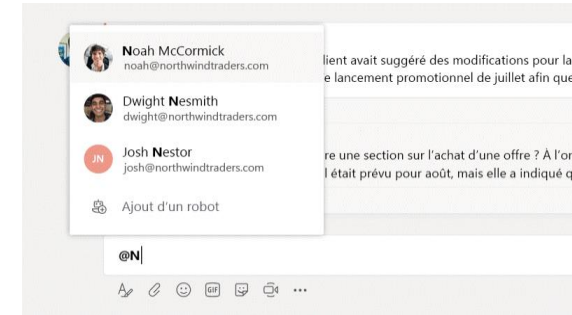 Noah McCormick
noah@northwindtraders.com
Dwight Nesmith
dwight@northwindtraders.com
JN
Josh Nestor
josh@northwindtraders.com
Ajout d'un robot
lient avait suggéré des modifications pour la
e lancement promotionnel de juillet afin que
re une section sur l'achat d'une offre ? À l'or
l était prévu pour août, mais elle a indiqué q
@N
GIF